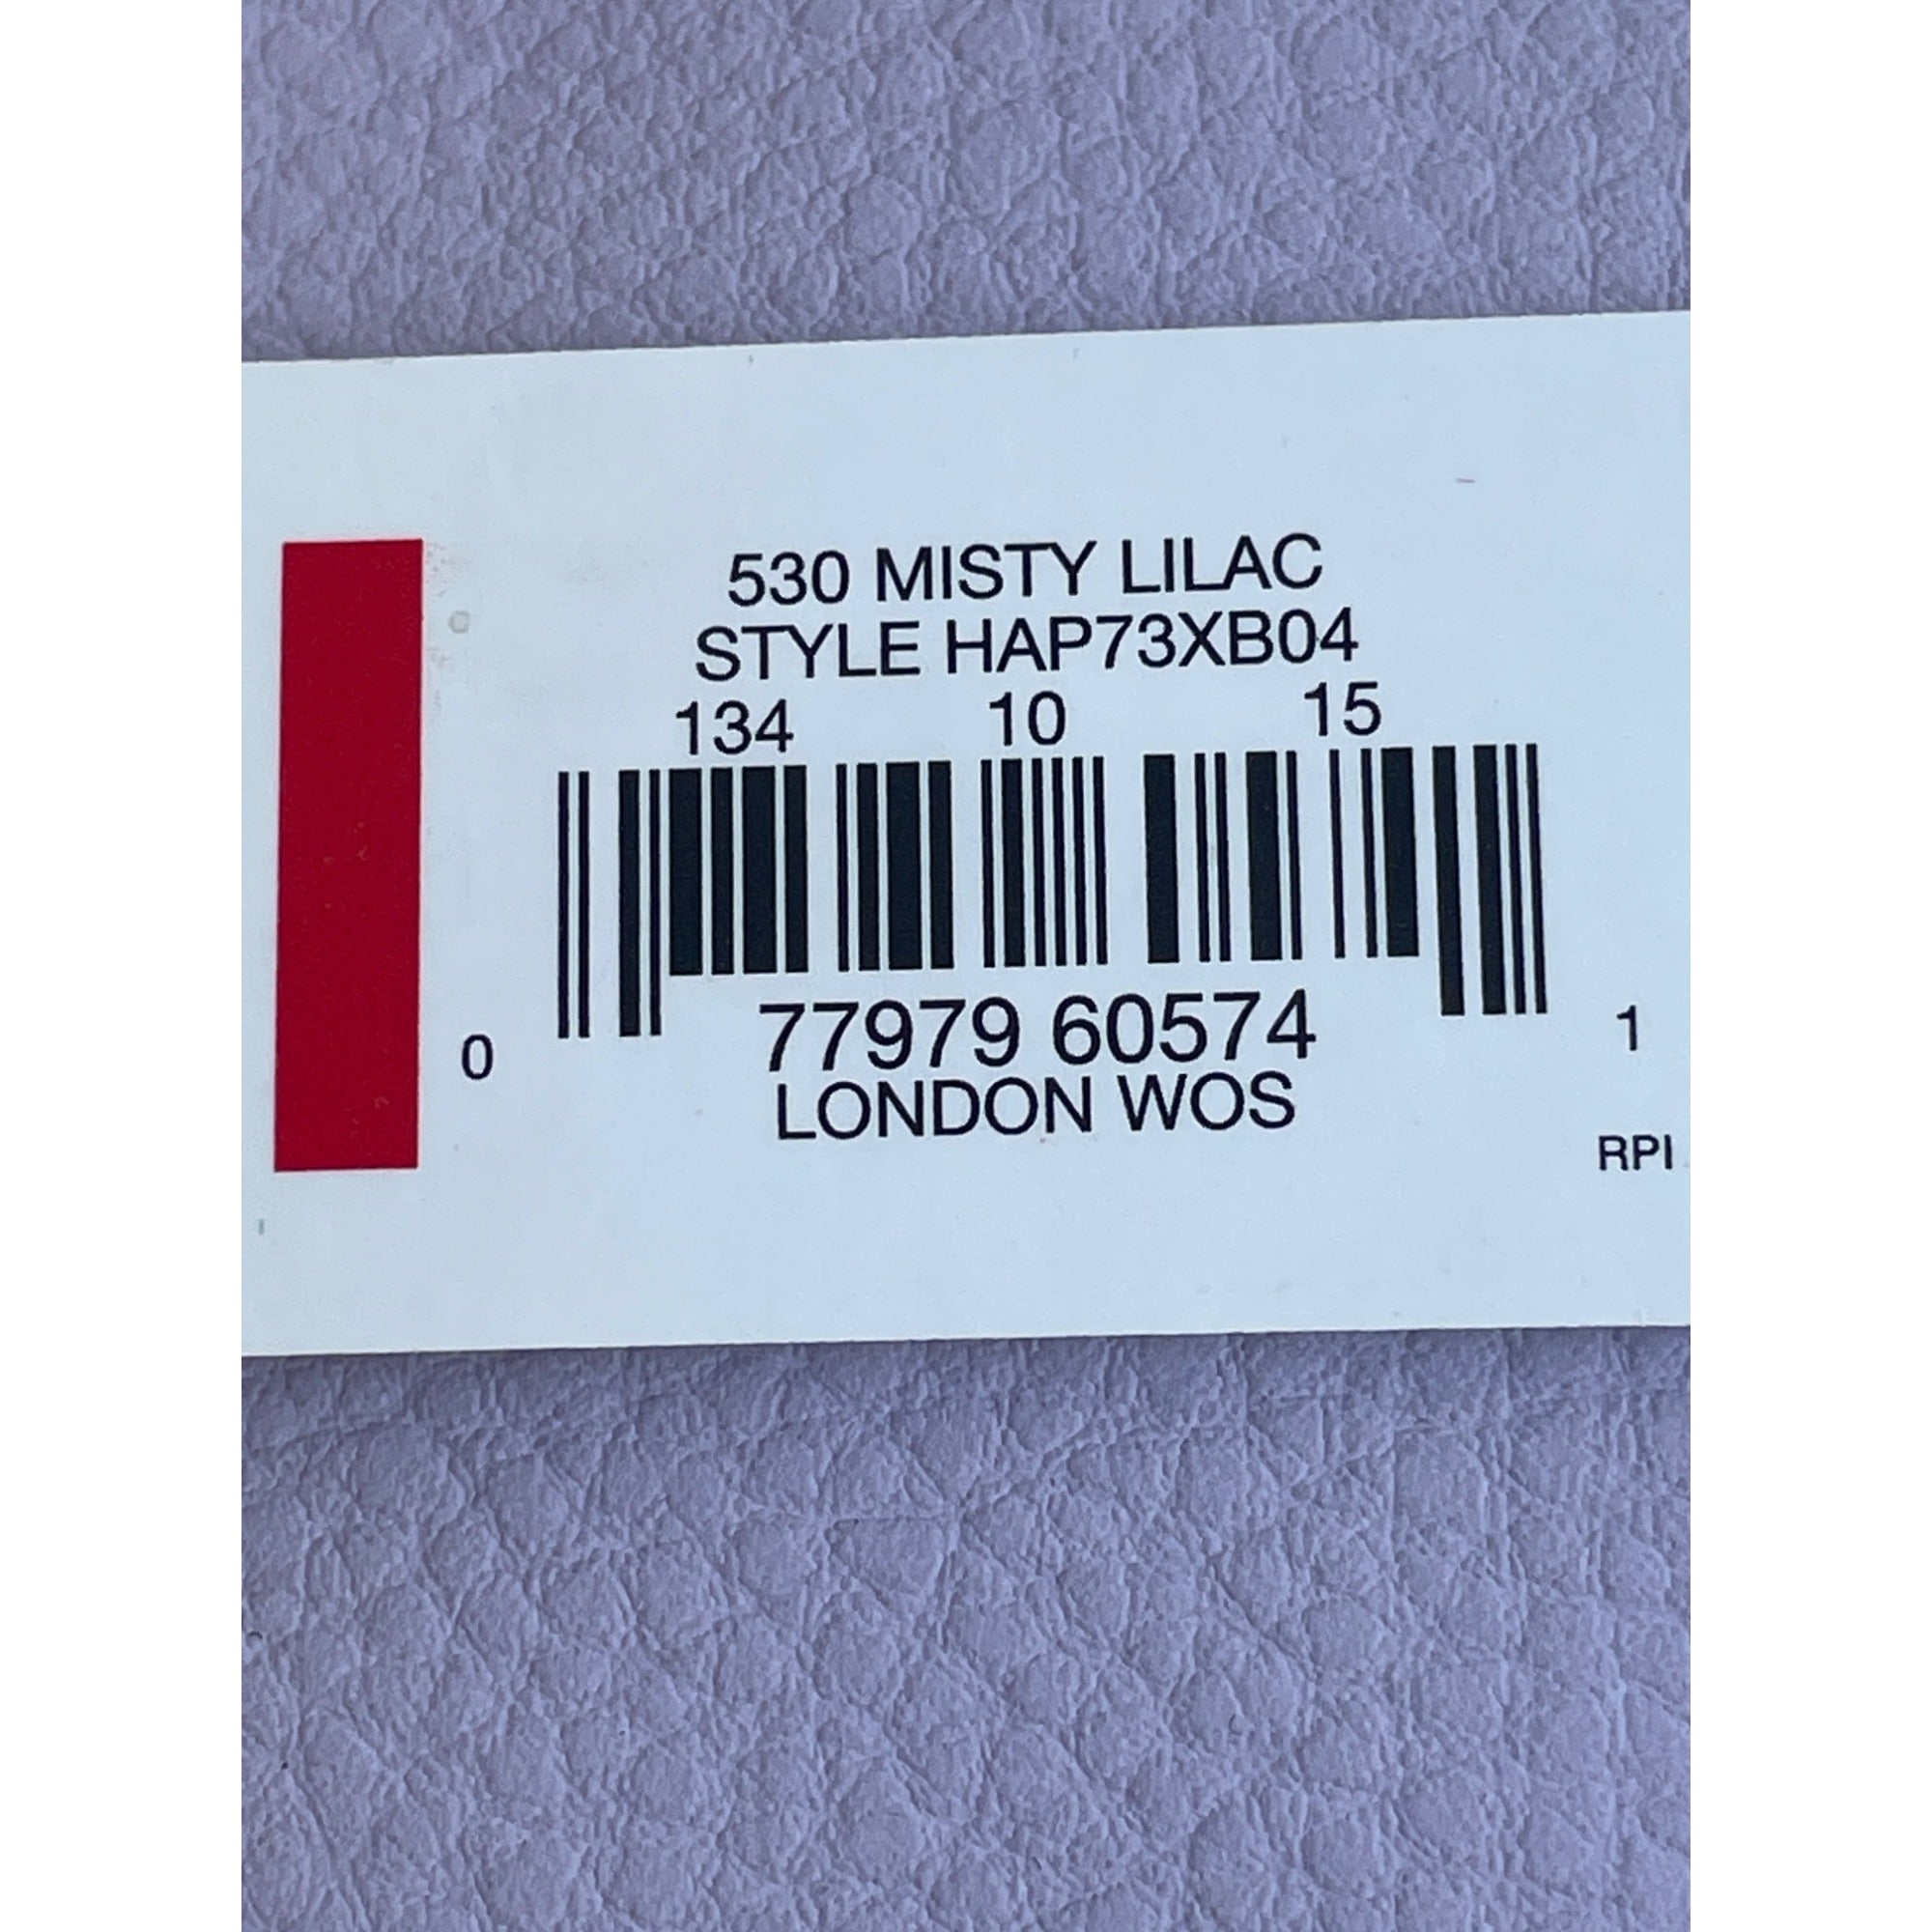 530 MISTY LILAC
STYLE HAP73XB04
134 10 15
0 77979 60574 1
LONDON WOS
RPI